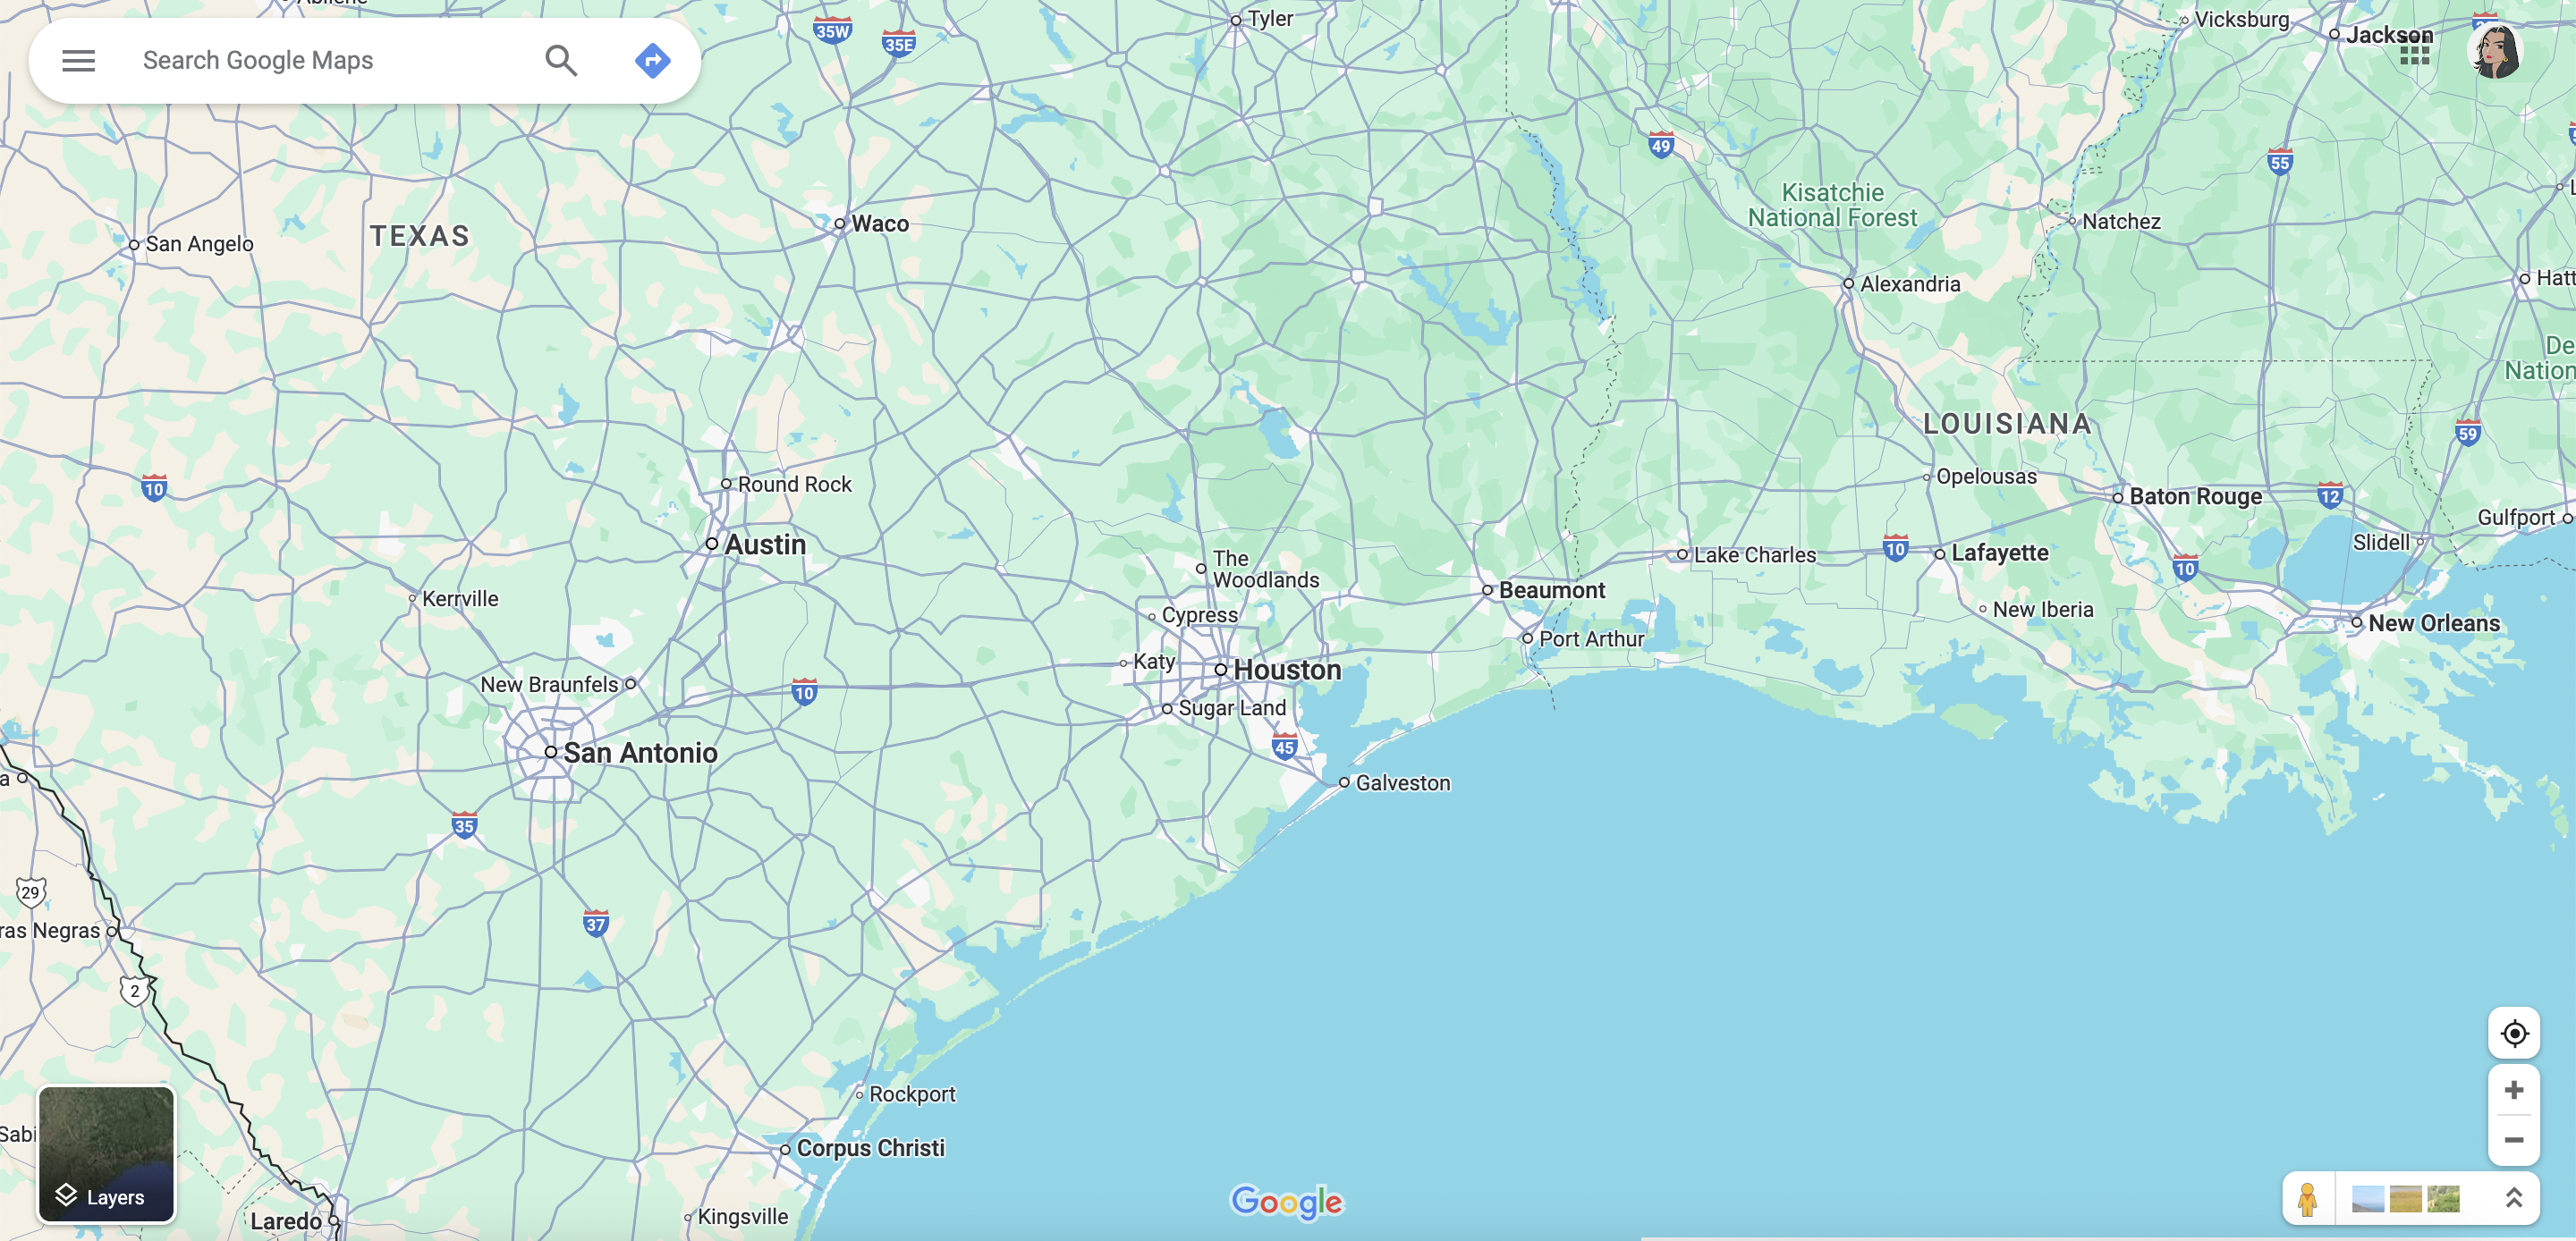 Abilene
Search Google Maps
35W
35E
Tyler
Vicksburg
Jackson
49
55
Kisatchie
National Forest
TEXAS
San Angelo
Waco
Natchez
Alexandria
Hatt
De
Nation
LOUISIANA
59
10
Round Rock
Opelousas
Baton Rouge
12
Gulfport
Austin
The
Woodlands
Lake Charles
10
Lafayette
Slidell
10
Kerrville
Cypress
Beaumont
New Iberia
New Orleans
Port Arthur
Katy
Houston
New Braunfels
10
Sugar Land
San Antonio
45
a
Galveston
35
29
37
ras Negras
2
Rockport
Sabi
Corpus Christi
Layers
Google
Laredo
Kingsville